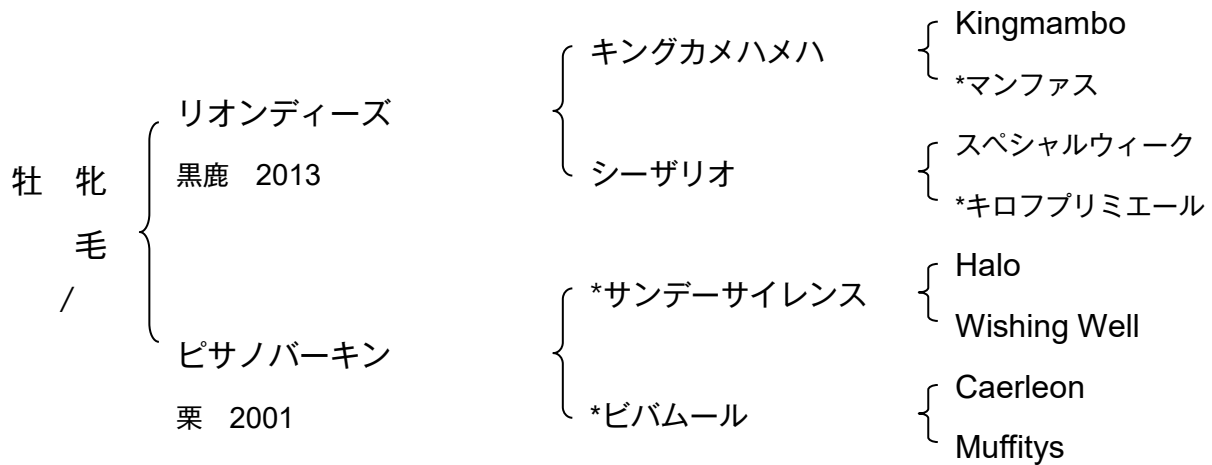 牡 牝
毛
/
リオンディーズ
黒鹿 2013
ピサノバーキン
栗 2001
キングカメハメハ
シーザリオ
*サンデーサイレンス
*ビバムール
Kingmambo
*マンファス
スペシャルウィーク
*キロフプリミエール
Halo
Wishing Well
Caerleon
Muffitys